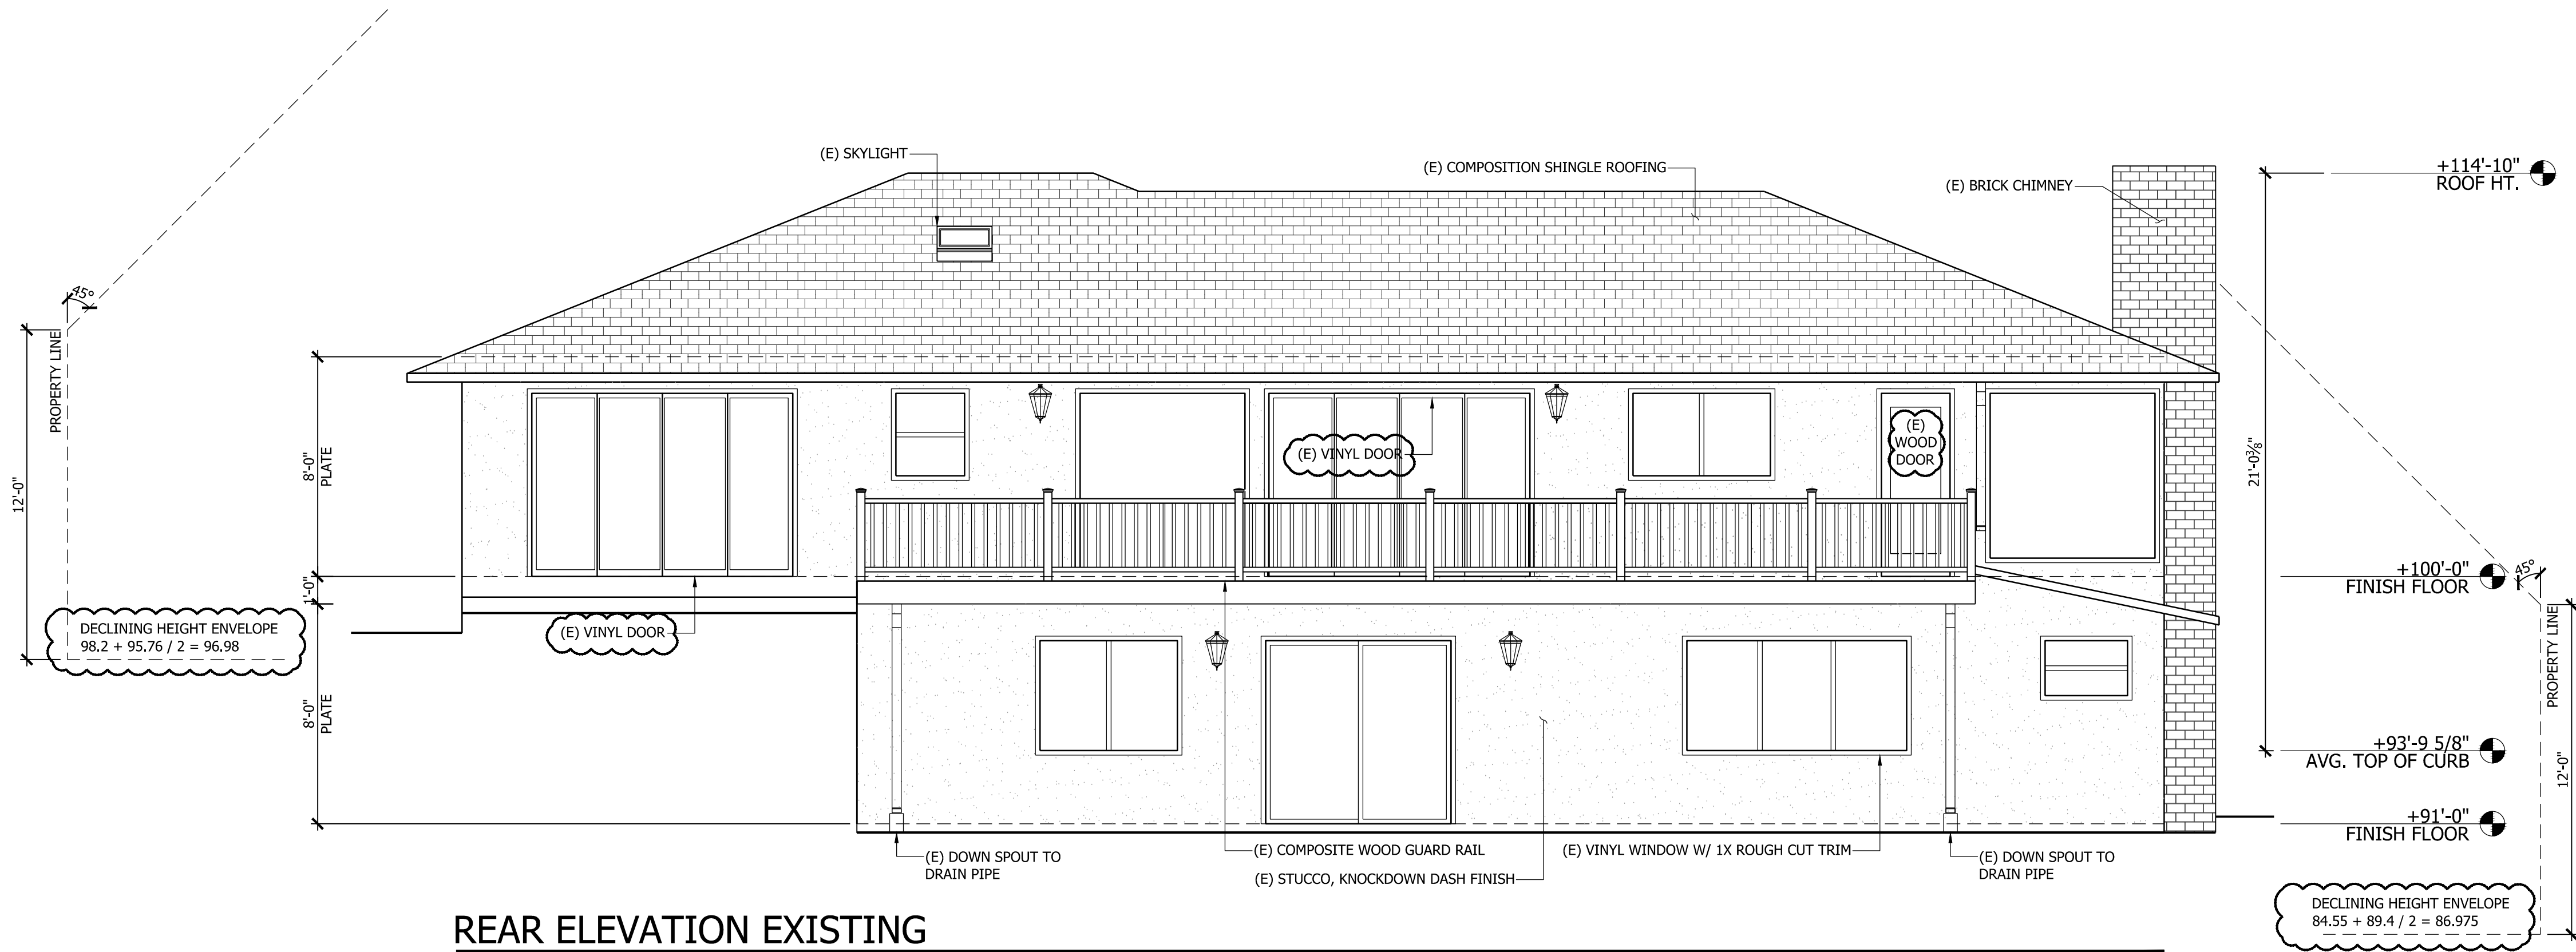 (E) SKYLIGHT
(E) COMPOSITION SHINGLE ROOFING
(E) BRICK CHIMNEY
+114'-10"
ROOF HT.
45°
PROPERTY LINE
12'-0"
8'-0"
PLATE
1'-0"
8'-0"
PLATE
(E) VINYL DOOR
(E)
WOOD
DOOR
21'-0⅜"
+100'-0"
FINISH FLOOR
45°
PROPERTY LINE
12'-0"
DECLINING HEIGHT ENVELOPE
98.2 + 95.76 / 2 = 96.98
(E) VINYL DOOR
+93'-9 5/8"
AVG. TOP OF CURB
+91'-0"
FINISH FLOOR
(E) DOWN SPOUT TO
DRAIN PIPE
(E) COMPOSITE WOOD GUARD RAIL
(E) STUCCO, KNOCKDOWN DASH FINISH
(E) VINYL WINDOW W/ 1X ROUGH CUT TRIM
(E) DOWN SPOUT TO
DRAIN PIPE
DECLINING HEIGHT ENVELOPE
84.55 + 89.4 / 2 = 86.975
REAR ELEVATION EXISTING